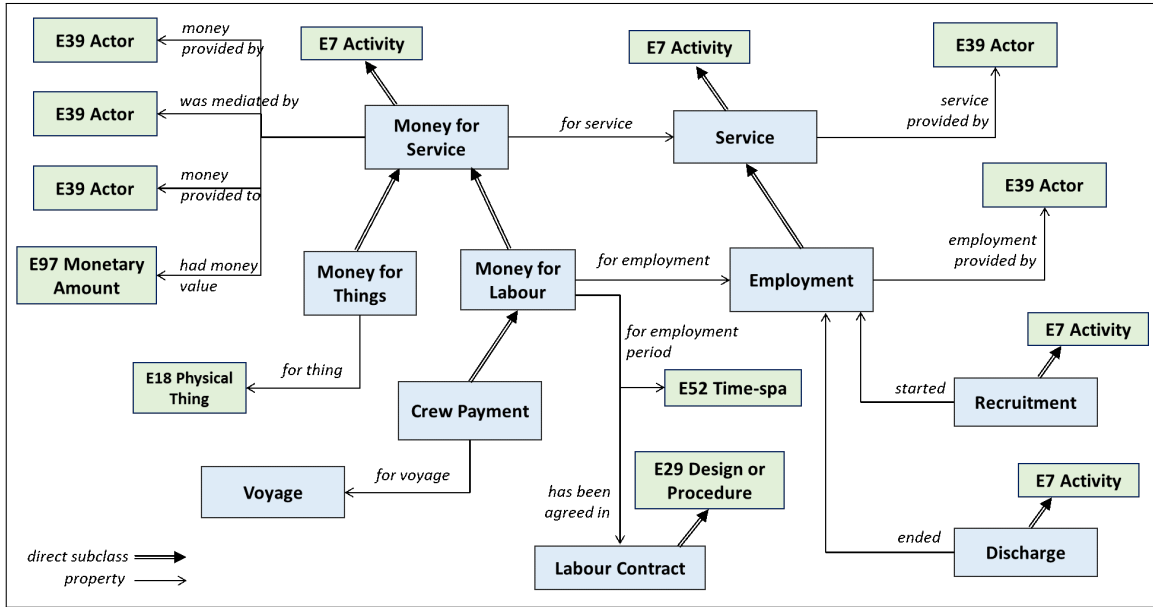 E39 Actor
money
provided by
E7 Activity
E7 Activity
E39 Actor
E39 Actor
was mediated by
Money for
Service
for service
Service
service
provided by
E39 Actor
money
provided to
E39 Actor
E97 Monetary
Amount
had money
value
Money for
Things
Money for
Labour
for employment
Employment
employment
provided by
for employment
period
E7 Activity
E18 Physical
Thing
for thing
Crew Payment
E52 Time-spa
started
Recruitment
Voyage
for voyage
E29 Design or
Procedure
E7 Activity
has been
agreed in
direct subclass
property
Labour Contract
ended
Discharge